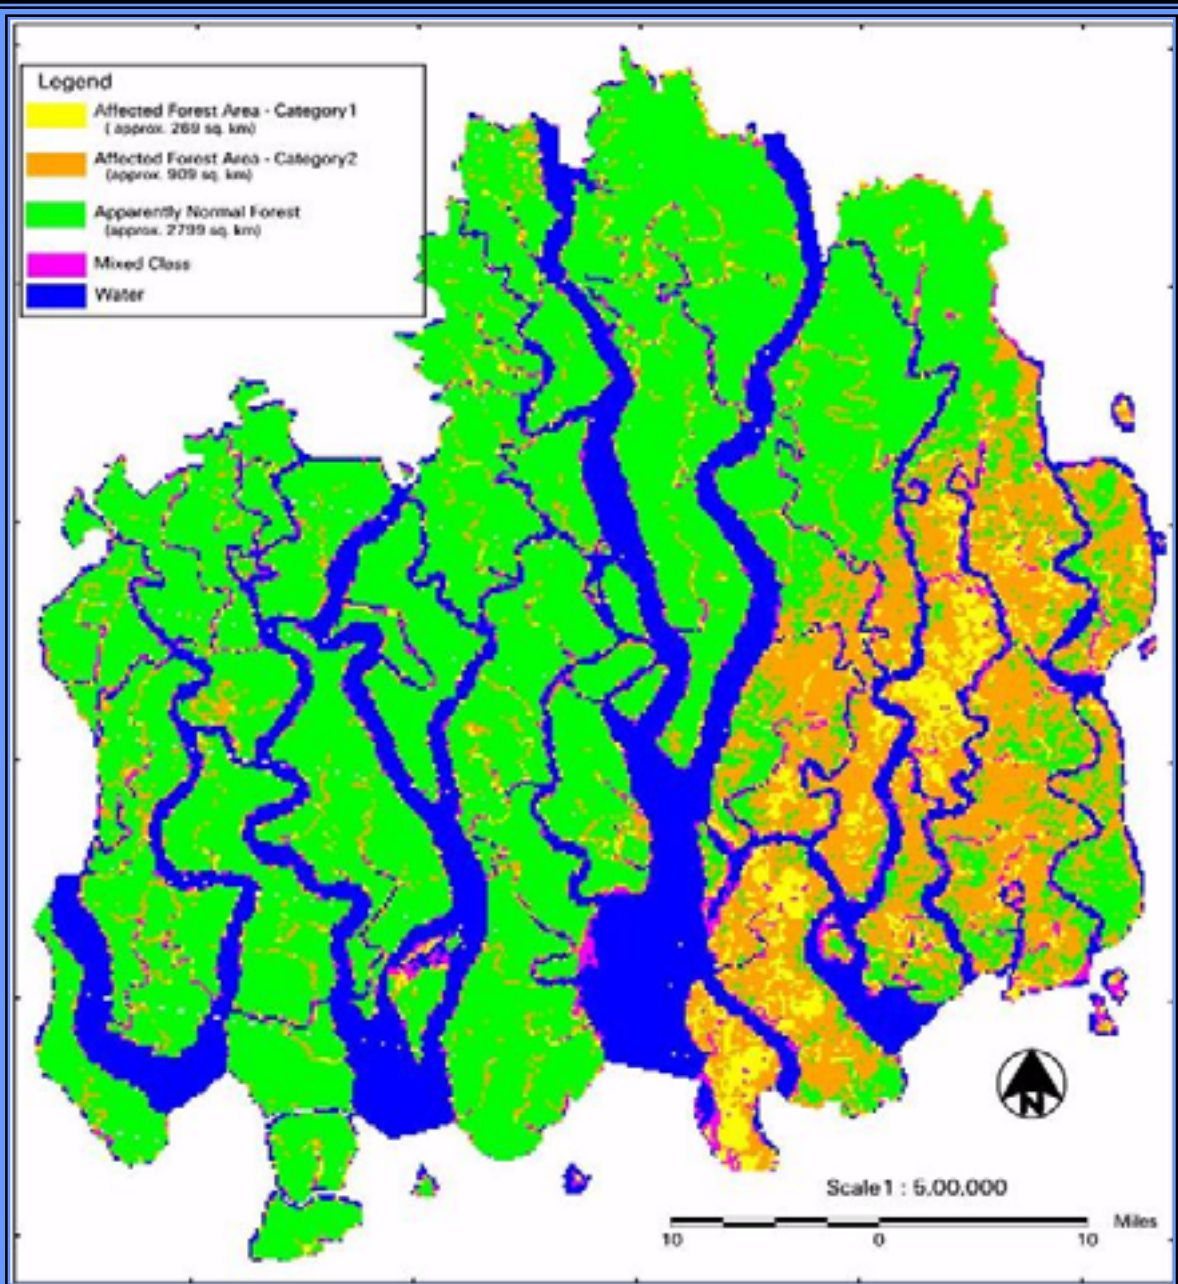 Legend
Affected Forest Area - Category1
( approx. 269 sq. km)
Affected Forest Area - Category2
(approx. 909 sq. km)
Apparently Normal Forest
(approx. 2799 sq. km)
Mixed Class
Water
N
Scale1 : 5,00,000
Miles
10 0 10